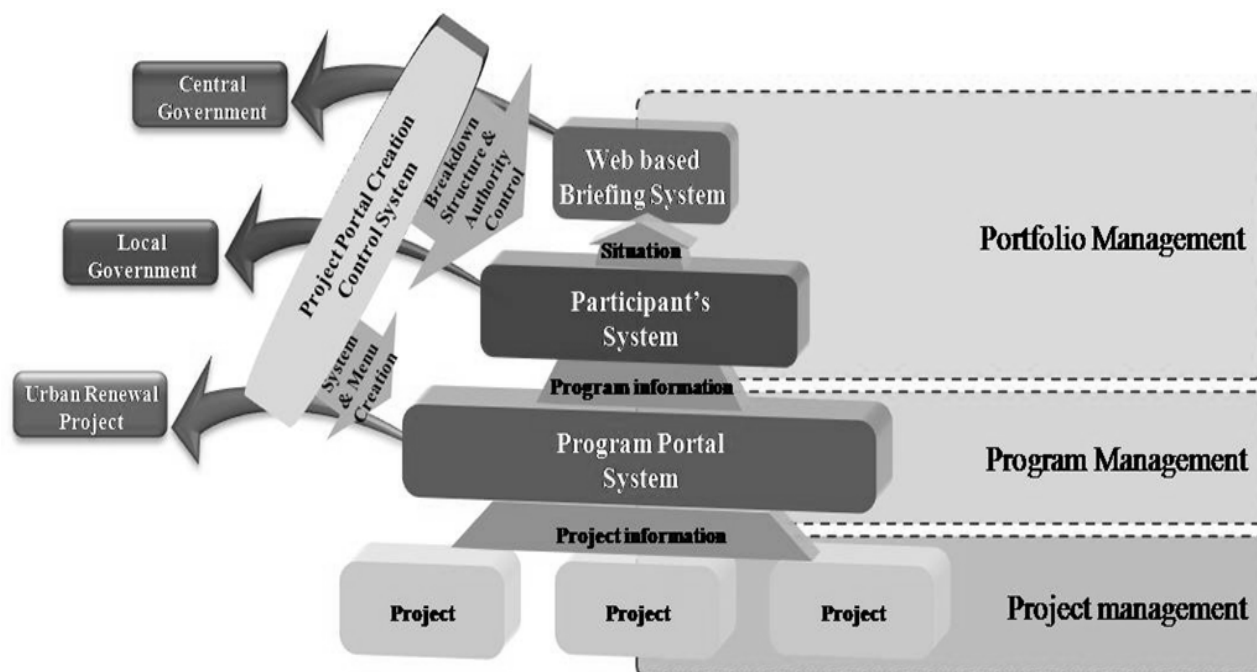 Central
Government
Project Portal Creation
Control System
Breakdown
Structure &
Authority
Control
Web based
Briefing System
Portfolio Management
Local
Government
Situation
Participant's
System
System
& Menu
Creation
Program information
Urban Renewal
Project
Program Portal
System
Program Management
Project information
Project
Project
Project
Project management